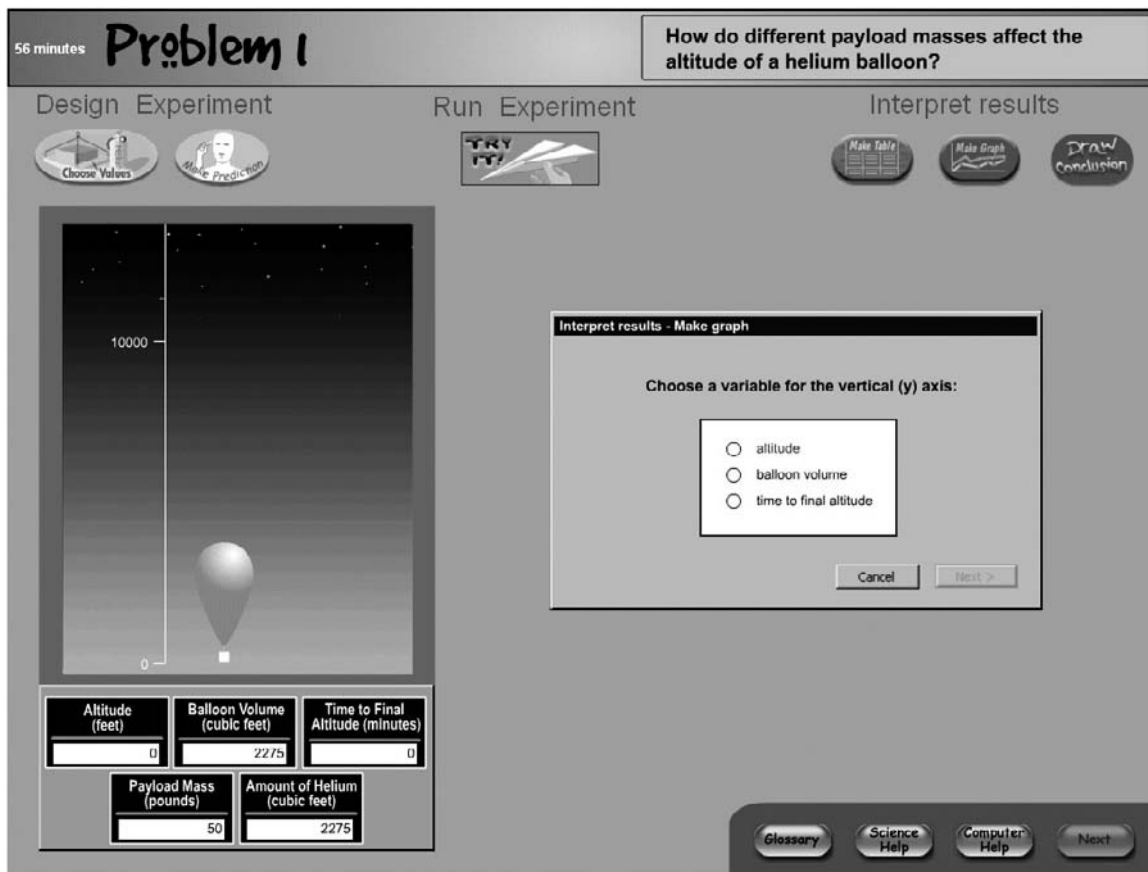 56 minutes
Problem 1
How do different payload masses affect the
altitude of a helium balloon?
Design Experiment
Run Experiment
Interpret results
Choose Values
Make Prediction
TRY
IT!
Make Table
Make Graph
Draw
Conclusion
10000
0
Interpret results - Make graph
Choose a variable for the vertical (y) axis:
altitude
balloon volume
time to final altitude
Cancel
Next >
Altitude
(feet)
0
Balloon Volume
(cubic feet)
2275
Time to Final
Altitude (minutes)
0
Payload Mass
(pounds)
50
Amount of Helium
(cubic feet)
2275
Glossary
Science
Help
Computer
Help
Next